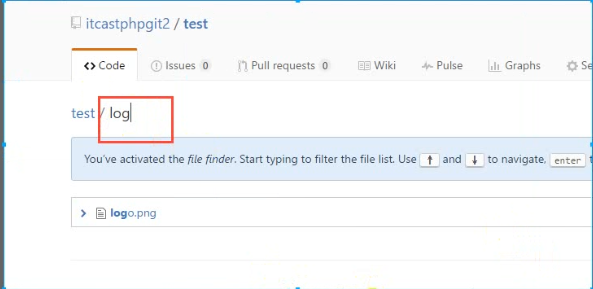 itcastphpgit2 / test
<> Code Issues 0 Pull requests 0 Wiki Pulse Graphs Se
test / log
You've activated the file finder. Start typing to filter the file list. Use ↑ and ↓ to navigate, enter t
logo.png